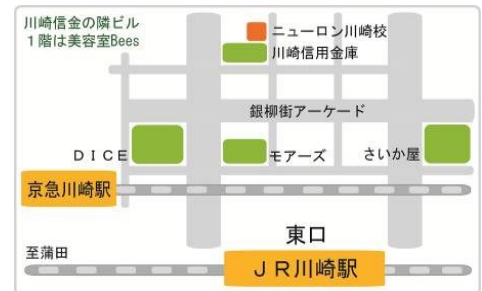 川崎信金の隣ビル
１階は美容室Bees
ニューロン川崎校
川崎信用金庫
銀柳街アーケード
ＤＩＣＥ
モアーズ
さいか屋
京急川崎駅
東口
至蒲田
ＪＲ川崎駅